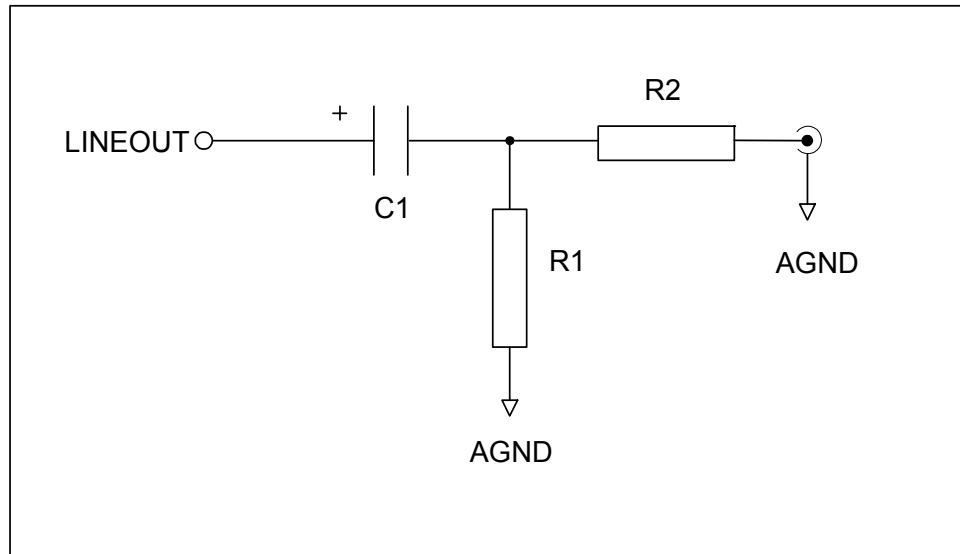 R2
+
LINEOUT
C1
R1
AGND
AGND